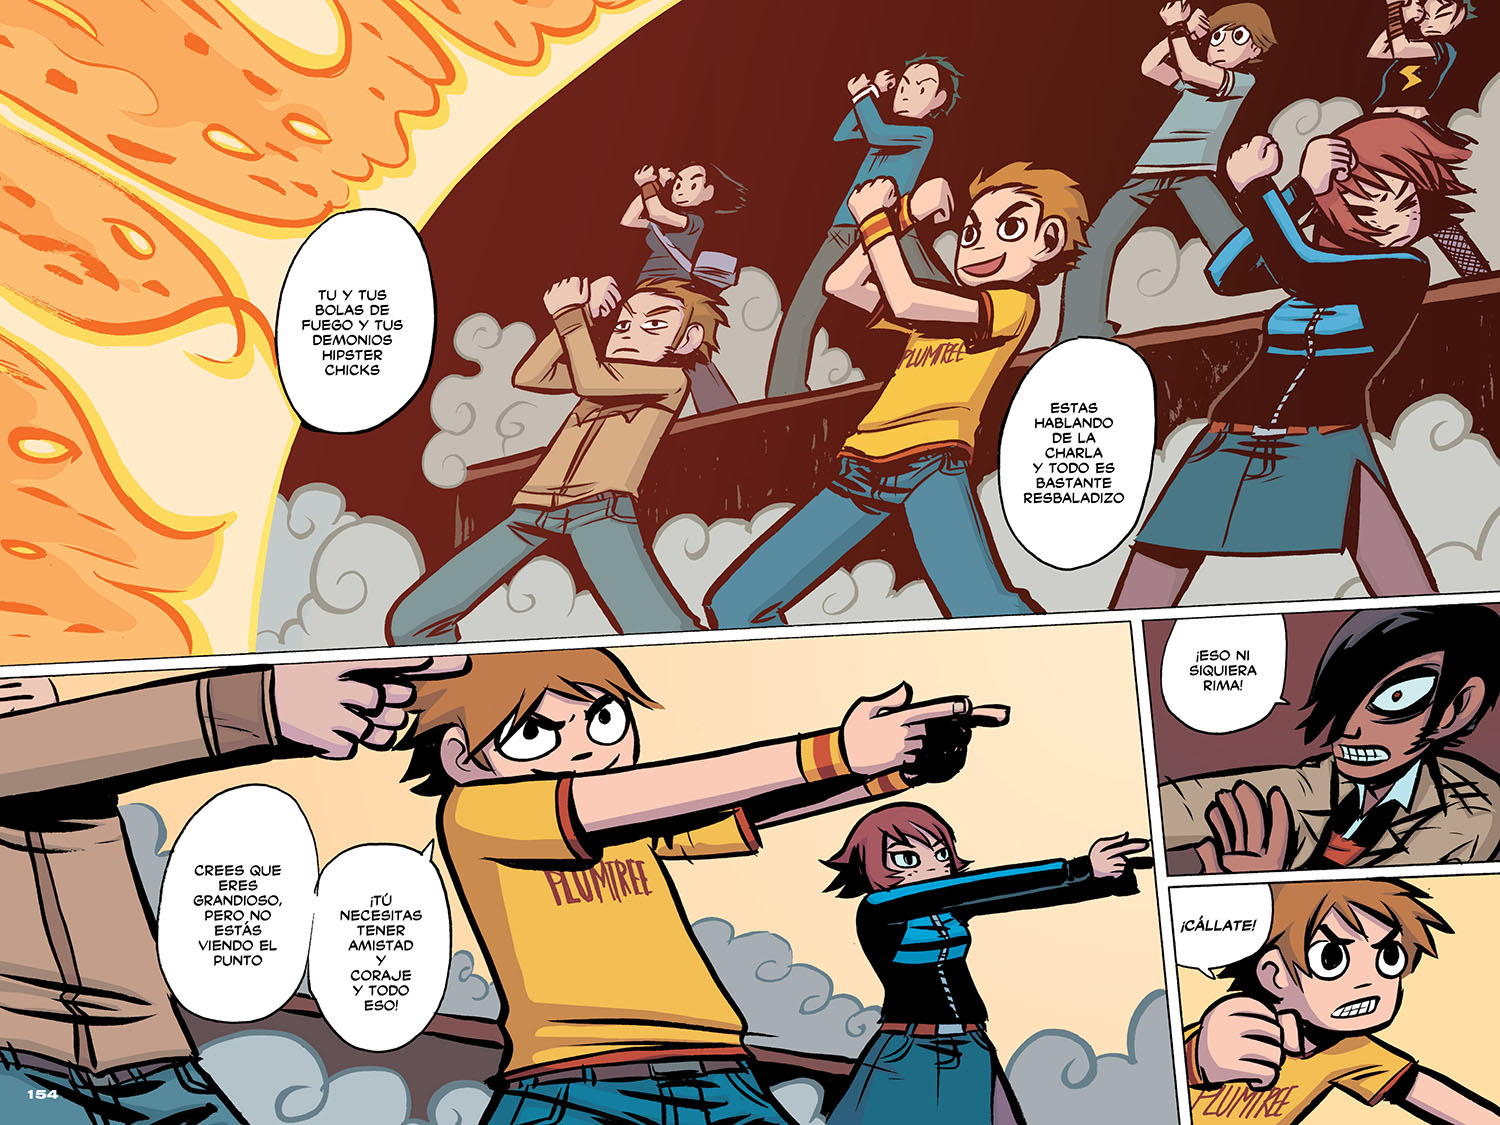 TU Y TUS
BOLAS DE
FUEGO Y TUS
DEMONIOS
HIPSTER
CHICKS
PLUMTREE
ESTAS
HABLANDO
DE LA
CHARLA
Y TODO ES
BASTANTE
RESBALADIZO
CREES QUE
ERES
GRANDIOSO,
PERO NO
ESTÁS
VIENDO EL
PUNTO
¡TÚ
NECESITAS
TENER
AMISTAD
Y
CORAJE
Y TODO
ESO!
PLUMTREE
¡ESO NI
SIQUIERA
RIMA!
¡CÁLLATE!
PLUMTREE
154